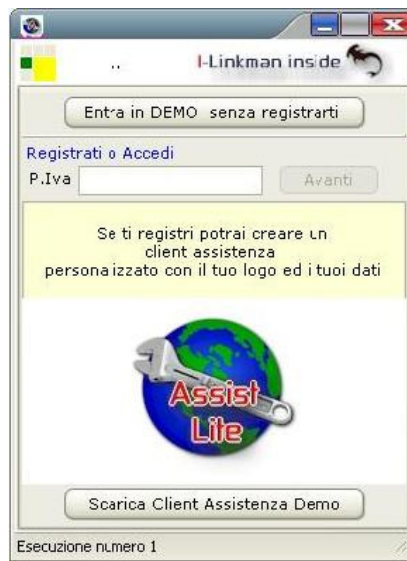 ..
I-Linkman inside
Entra in DEMO senza registrarti
Registrati o Accedi
P.Iva
Avanti
Se ti registri potrai creare un
client assistenza
personalizzato con il tuo logo ed i tuoi dati
Assist
Lite
Scarica Client Assistenza Demo
Esecuzione numero 1